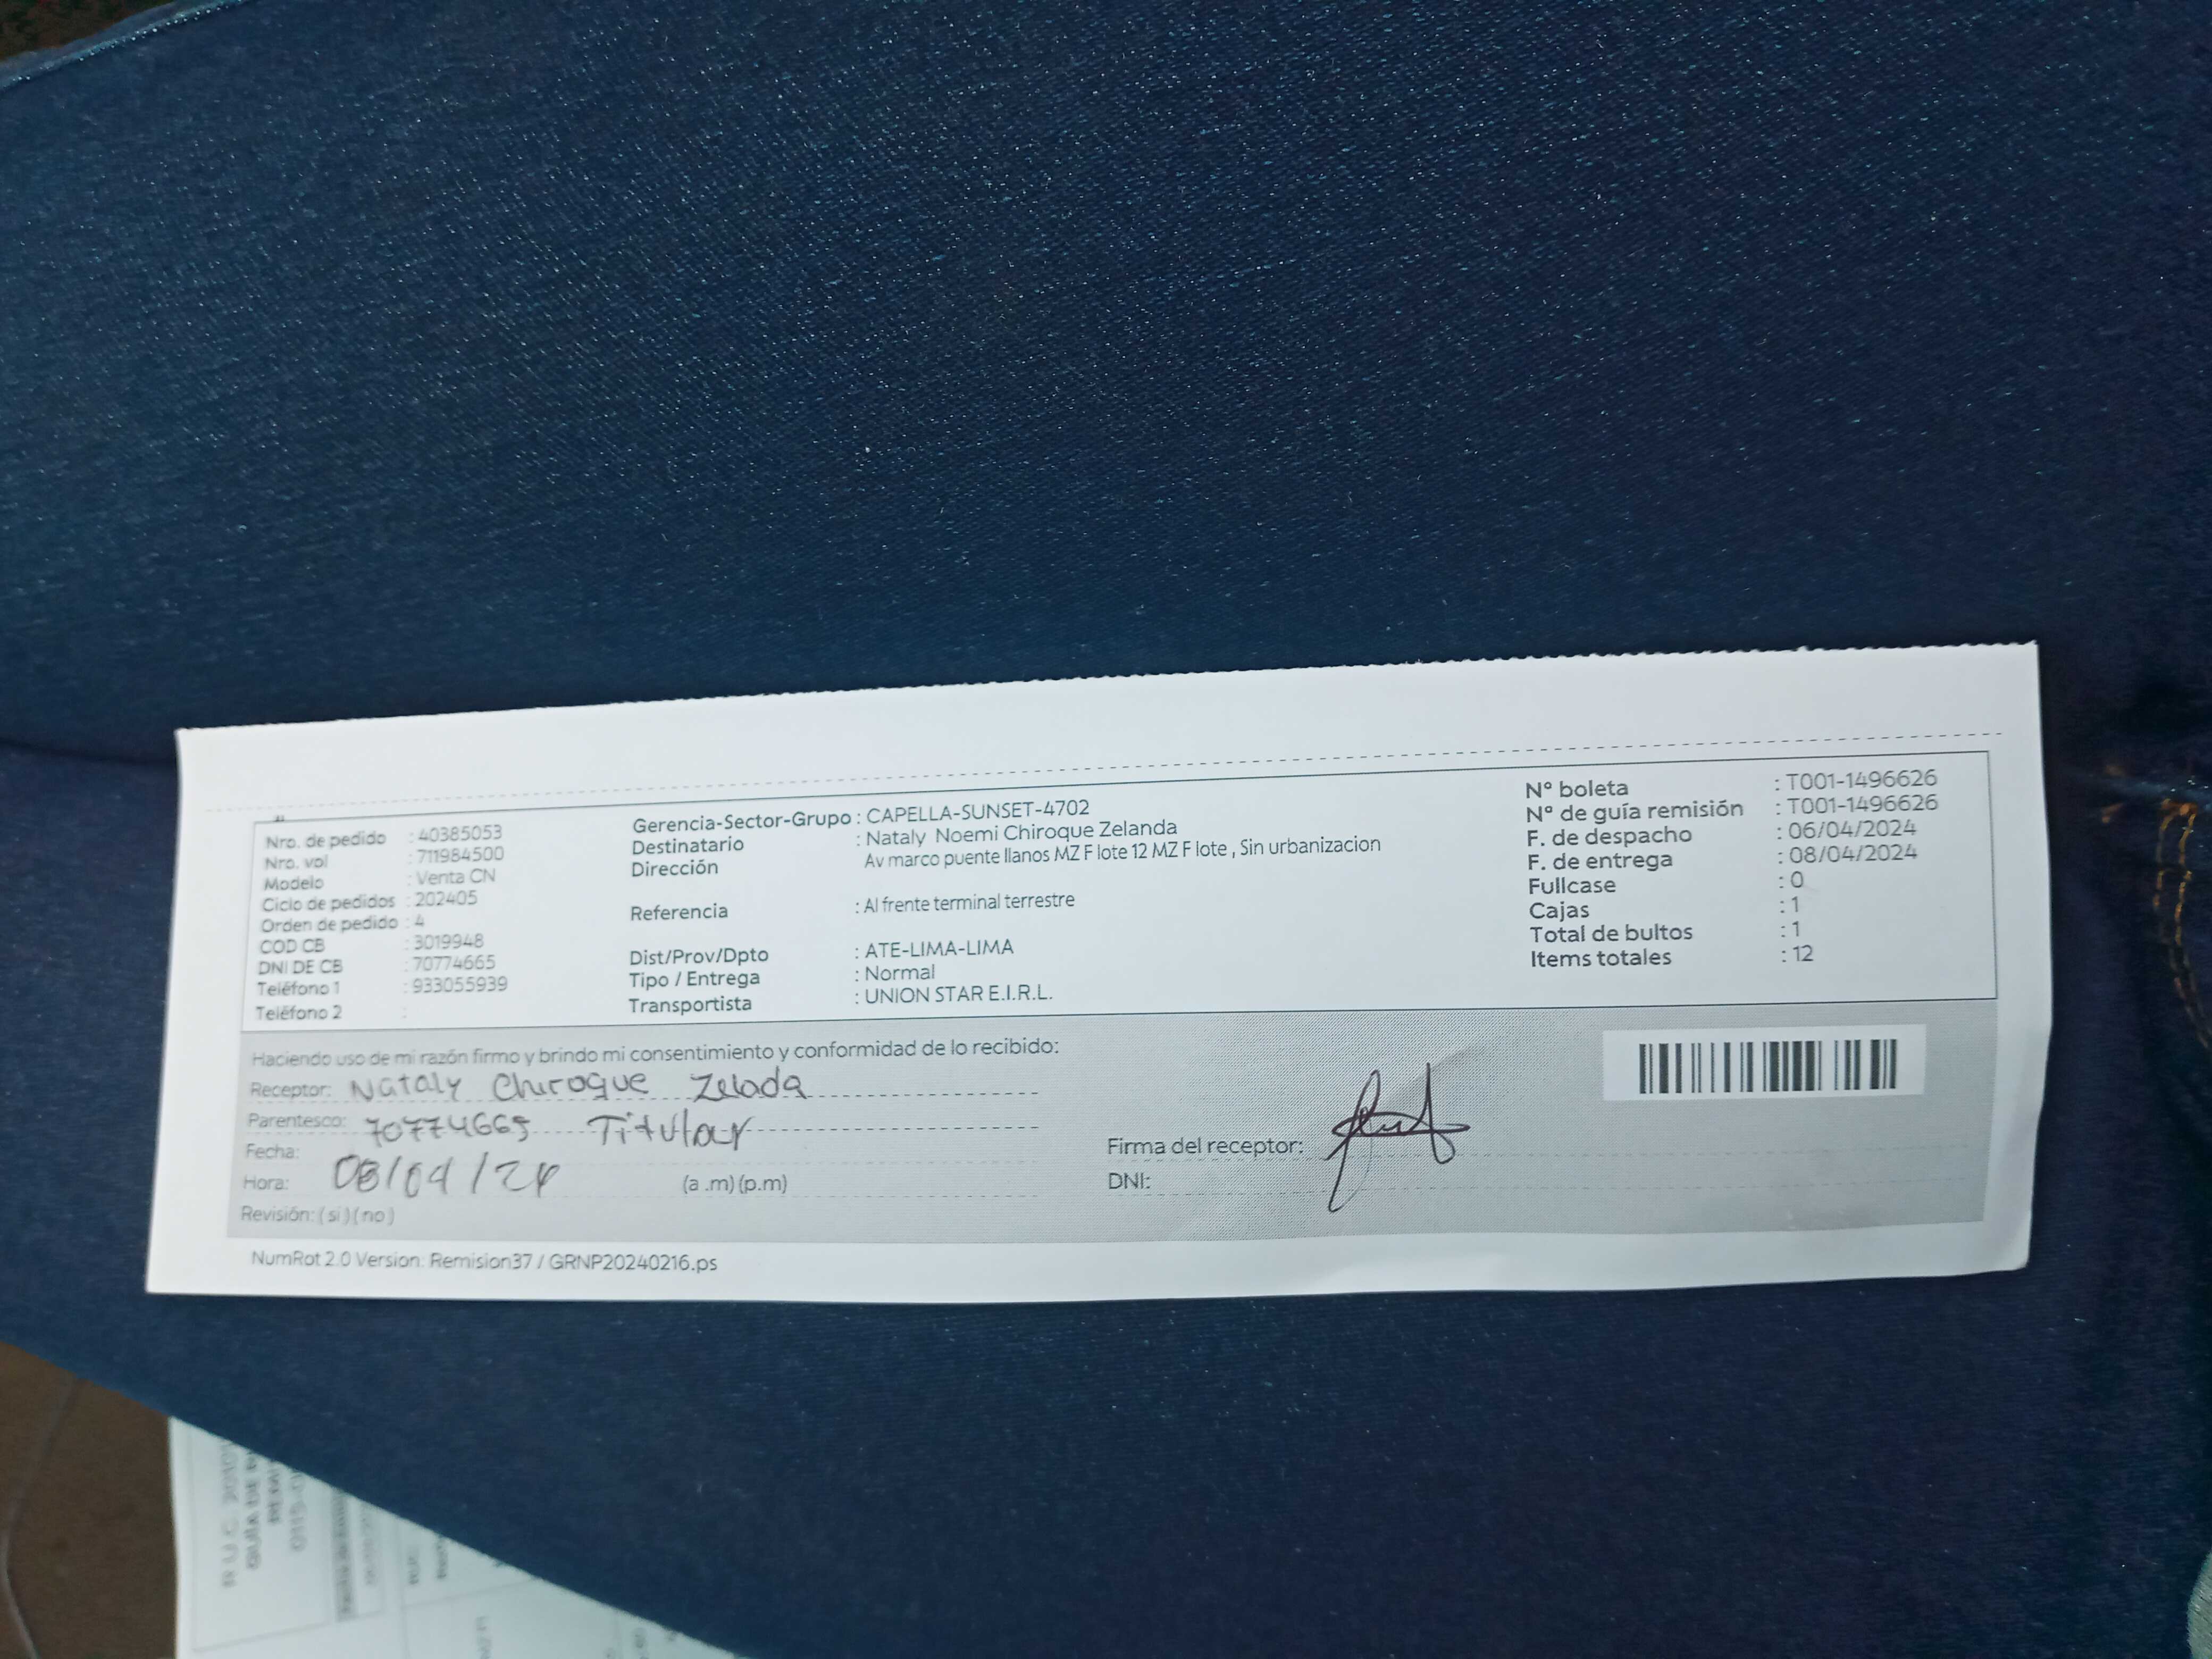 Nro. de pedido : 40385053
Nro. vol : 711984500
Modelo : Venta CN
Ciclo de pedidos : 202405
Orden de pedido : 4
COD CB : 3019948
DNI DE CB : 70774665
Teléfono 1 : 933055939
Teléfono 2 :
Gerencia-Sector-Grupo : CAPELLA-SUNSET-4702
Destinatario : Nataly Noemi Chiroque Zelanda
Dirección Av marco puente llanos MZ F lote 12 MZ F lote , Sin urbanizacion
Referencia : Al frente terminal terrestre
Dist/Prov/Dpto : ATE-LIMA-LIMA
Tipo / Entrega : Normal
Transportista : UNION STAR E.I.R.L.
Nº boleta : T001-1496626
Nº de guía remisión : T001-1496626
F. de despacho : 06/04/2024
F. de entrega : 08/04/2024
Fullcase : 0
Cajas : 1
Total de bultos : 1
Items totales : 12
Haciendo uso de mi razón firmo y brindo mi consentimiento y conformidad de lo recibido:
Receptor: Nataly Chiroque Zelada
Parentesco: 70774665 Titular
Fecha:
Hora: 08/04/24 (a .m) (p.m)
Revisión: ( si ) ( no )
Firma del receptor:
DNI:
NumRot 2.0 Version: Remision37 / GRNP20240216.ps